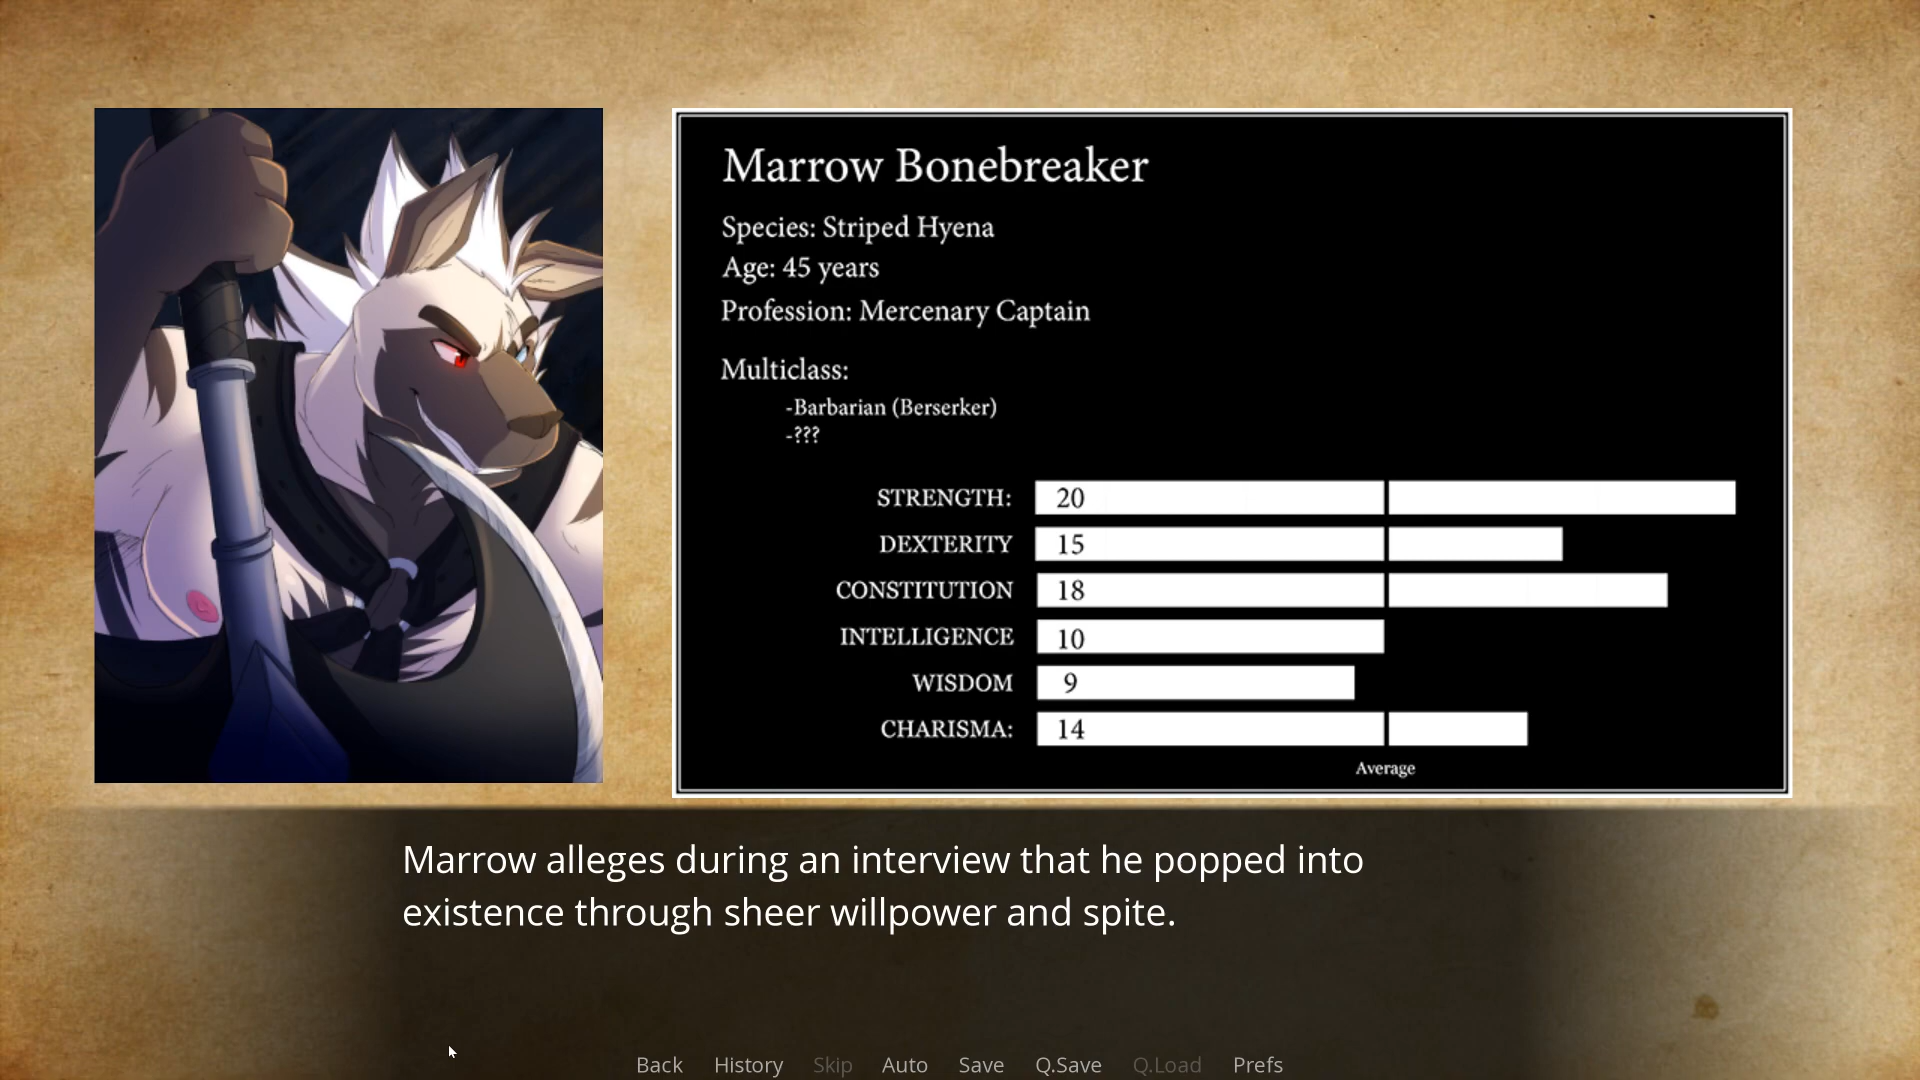 Marrow Bonebreaker
Species: Striped Hyena
Age: 45 years
Profession: Mercenary Captain
Multiclass:
-Barbarian (Berserker)
-???
STRENGTH: 20
DEXTERITY 15
CONSTITUTION 18
INTELLIGENCE 10
WISDOM 9
CHARISMA: 14
Average
Marrow alleges during an interview that he popped into
existence through sheer willpower and spite.
Back History Skip Auto Save Q.Save Q.Load Prefs